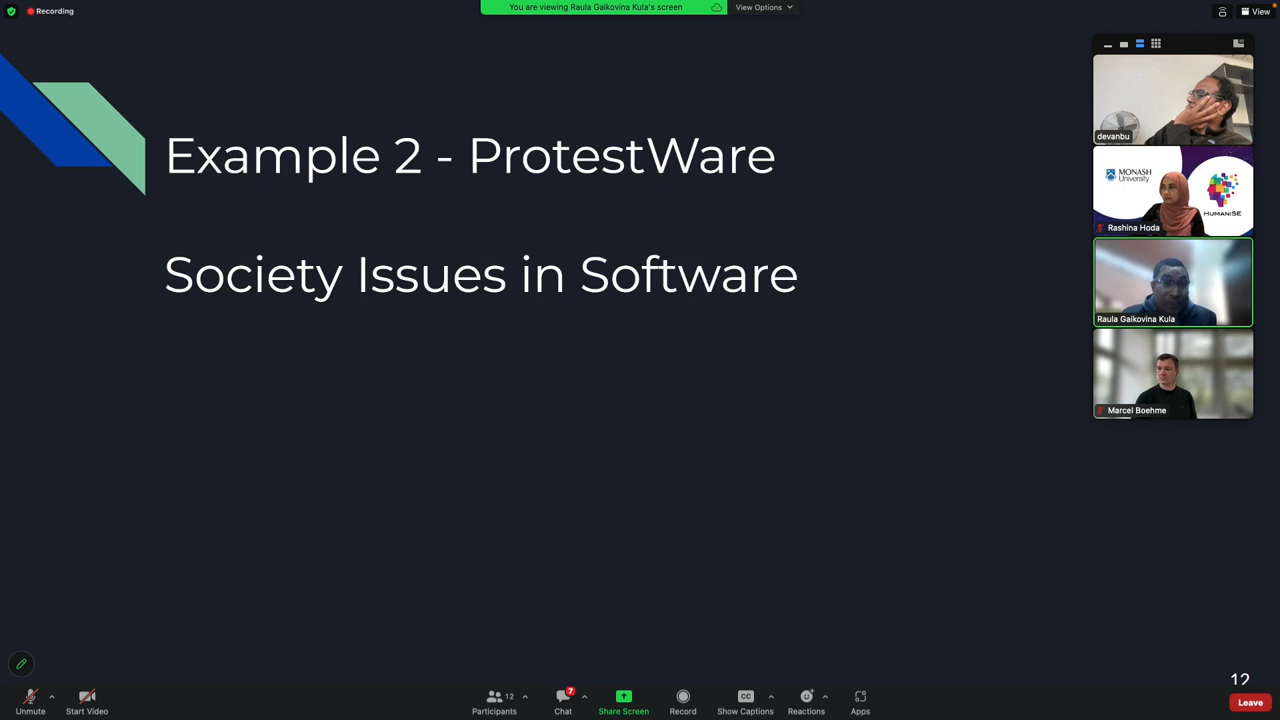 Recording
You are viewing Raula Gaikovina Kula's screen
View Options
View
devanbu
MONASH
University
HUMANISE
Rashina Hoda
Raula Gaikovina Kula
Marcel Boehme
Example 2 - ProtestWare
Society Issues in Software
12
Unmute
Start Video
12
Participants
7
Chat
Share Screen
Record
CC
Show Captions
Reactions
Apps
Leave